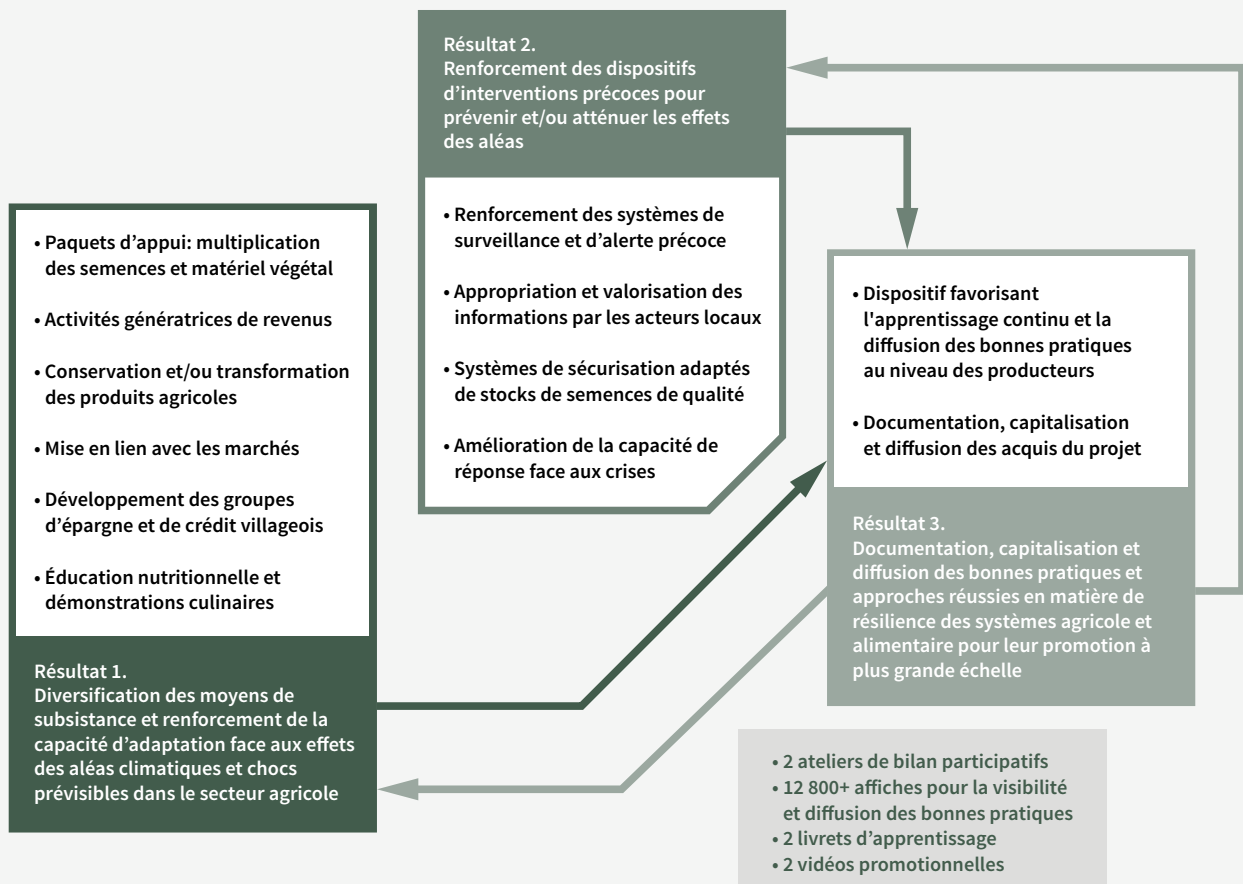 Résultat 2.
Renforcement des dispositifs
d’interventions précoces pour
prévenir et/ou atténuer les effets
des aléas
• Renforcement des systèmes de
surveillance et d’alerte précoce
• Appropriation et valorisation des
informations par les acteurs locaux
• Systèmes de sécurisation adaptés
de stocks de semences de qualité
• Amélioration de la capacité de
réponse face aux crises
• Paquets d’appui: multiplication
des semences et matériel végétal
• Activités génératrices de revenus
• Conservation et/ou transformation
des produits agricoles
• Mise en lien avec les marchés
• Développement des groupes
d’épargne et de crédit villageois
• Éducation nutritionnelle et
démonstrations culinaires
Résultat 1.
Diversification des moyens de
subsistance et renforcement de la
capacité d’adaptation face aux effets
des aléas climatiques et chocs
prévisibles dans le secteur agricole
• Dispositif favorisant
l'apprentissage continu et la
diffusion des bonnes pratiques
au niveau des producteurs
• Documentation, capitalisation
et diffusion des acquis du projet
Résultat 3.
Documentation, capitalisation et
diffusion des bonnes pratiques et
approches réussies en matière de
résilience des systèmes agricole et
alimentaire pour leur promotion à
plus grande échelle
• 2 ateliers de bilan participatifs
• 12 800+ affiches pour la visibilité
et diffusion des bonnes pratiques
• 2 livrets d’apprentissage
• 2 vidéos promotionnelles